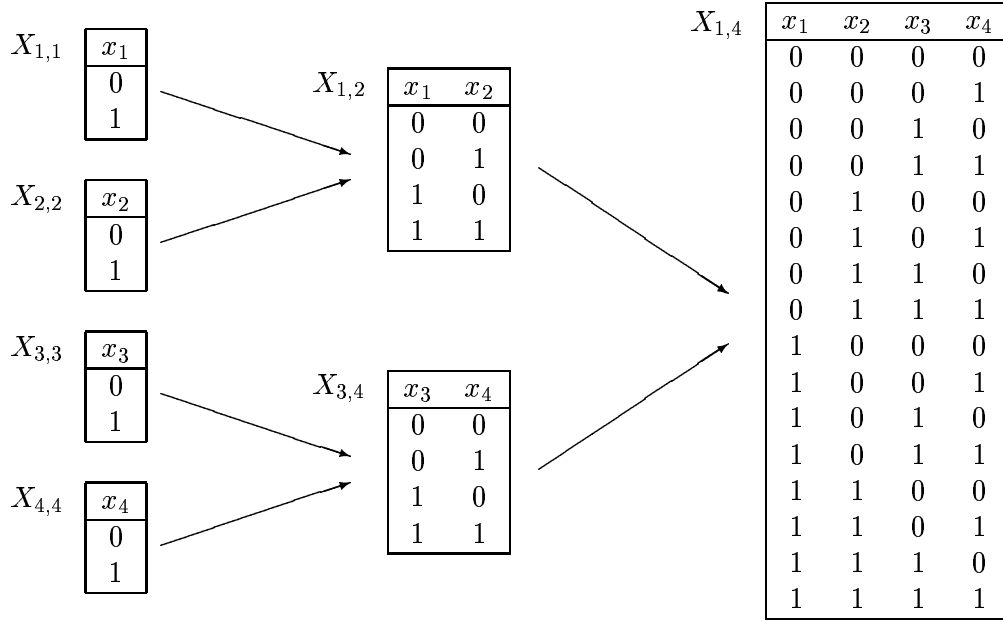 X1,1
x1
0
1
X2,2
x2
0
1
X3,3
x3
0
1
X4,4
x4
0
1
X1,2
x1 x2
0 0
0 1
1 0
1 1
X3,4
x3 x4
0 0
0 1
1 0
1 1
X1,4
x1 x2 x3 x4
0 0 0 0
0 0 0 1
0 0 1 0
0 0 1 1
0 1 0 0
0 1 0 1
0 1 1 0
0 1 1 1
1 0 0 0
1 0 0 1
1 0 1 0
1 0 1 1
1 1 0 0
1 1 0 1
1 1 1 0
1 1 1 1